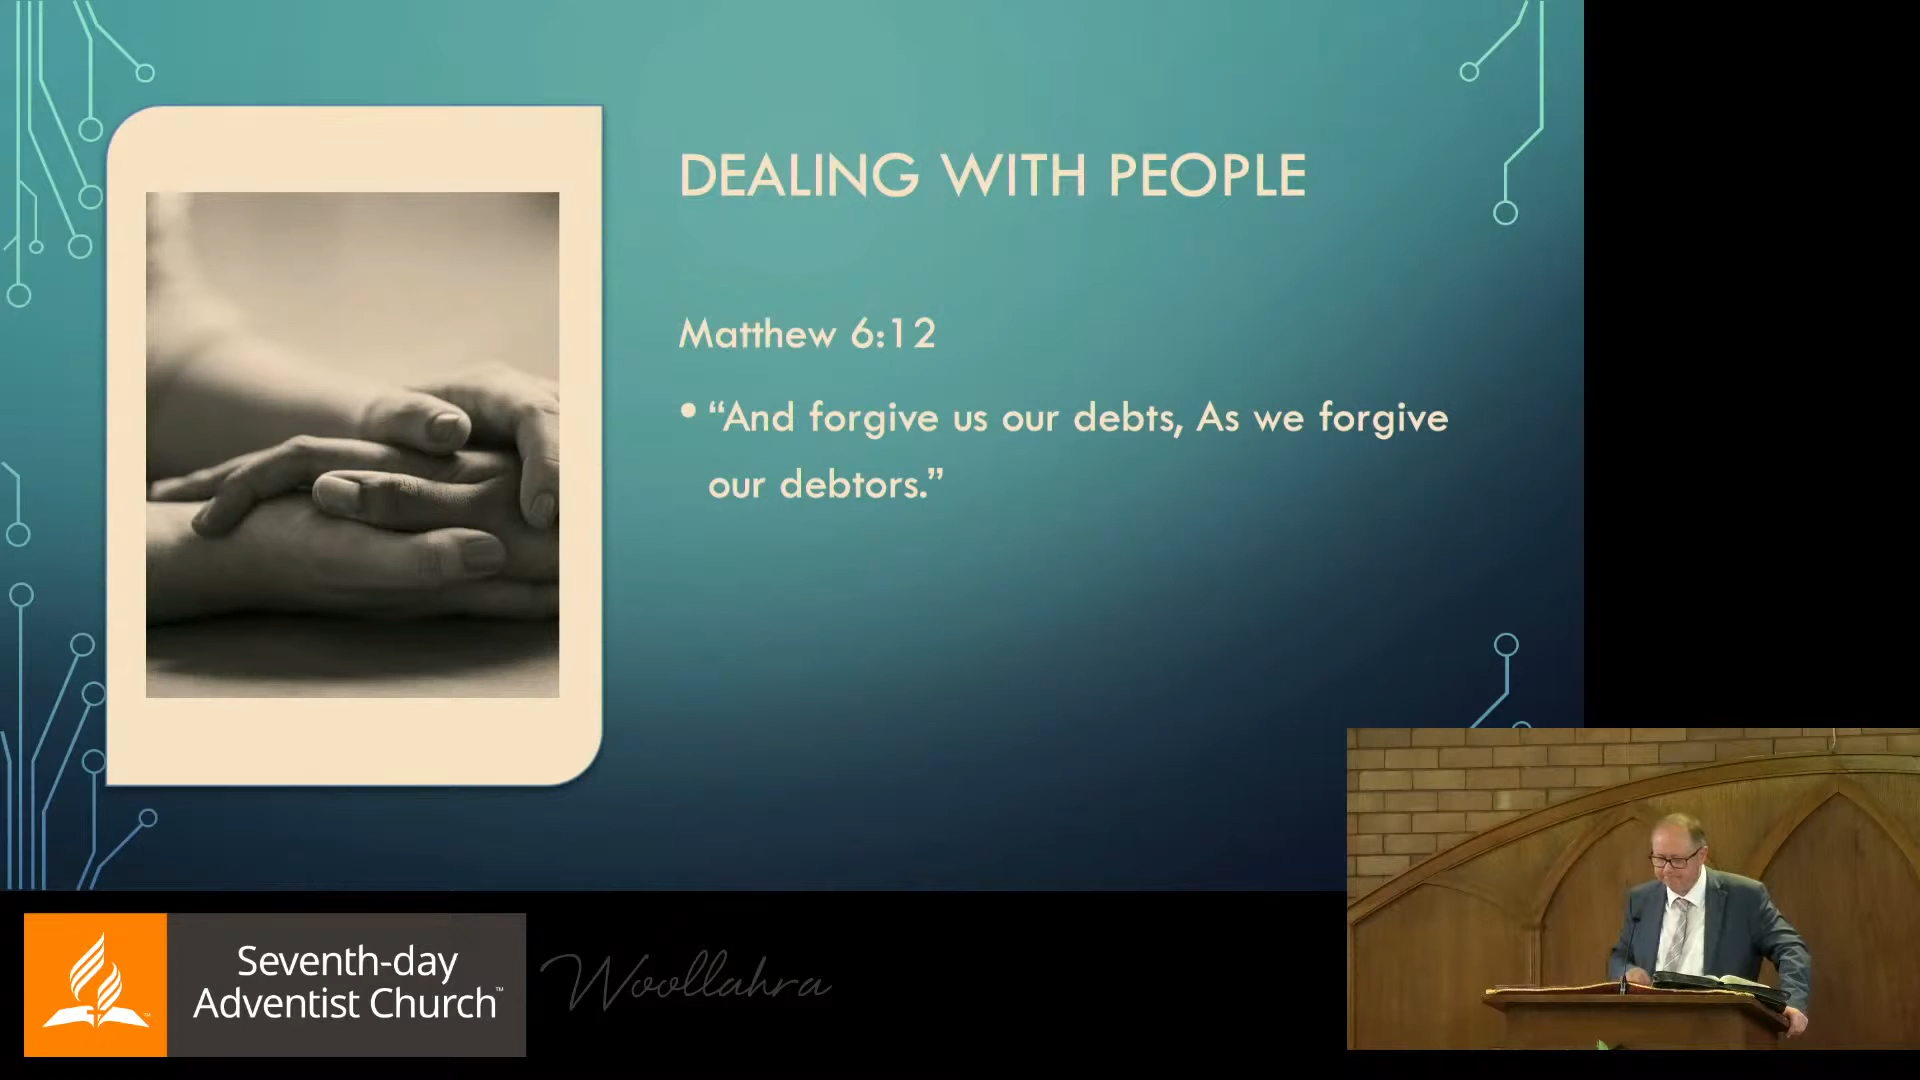 DEALING WITH PEOPLE
Matthew 6:12
• “And forgive us our debts, As we forgive
our debtors.”
Seventh-day
Adventist Church™
Woollahra